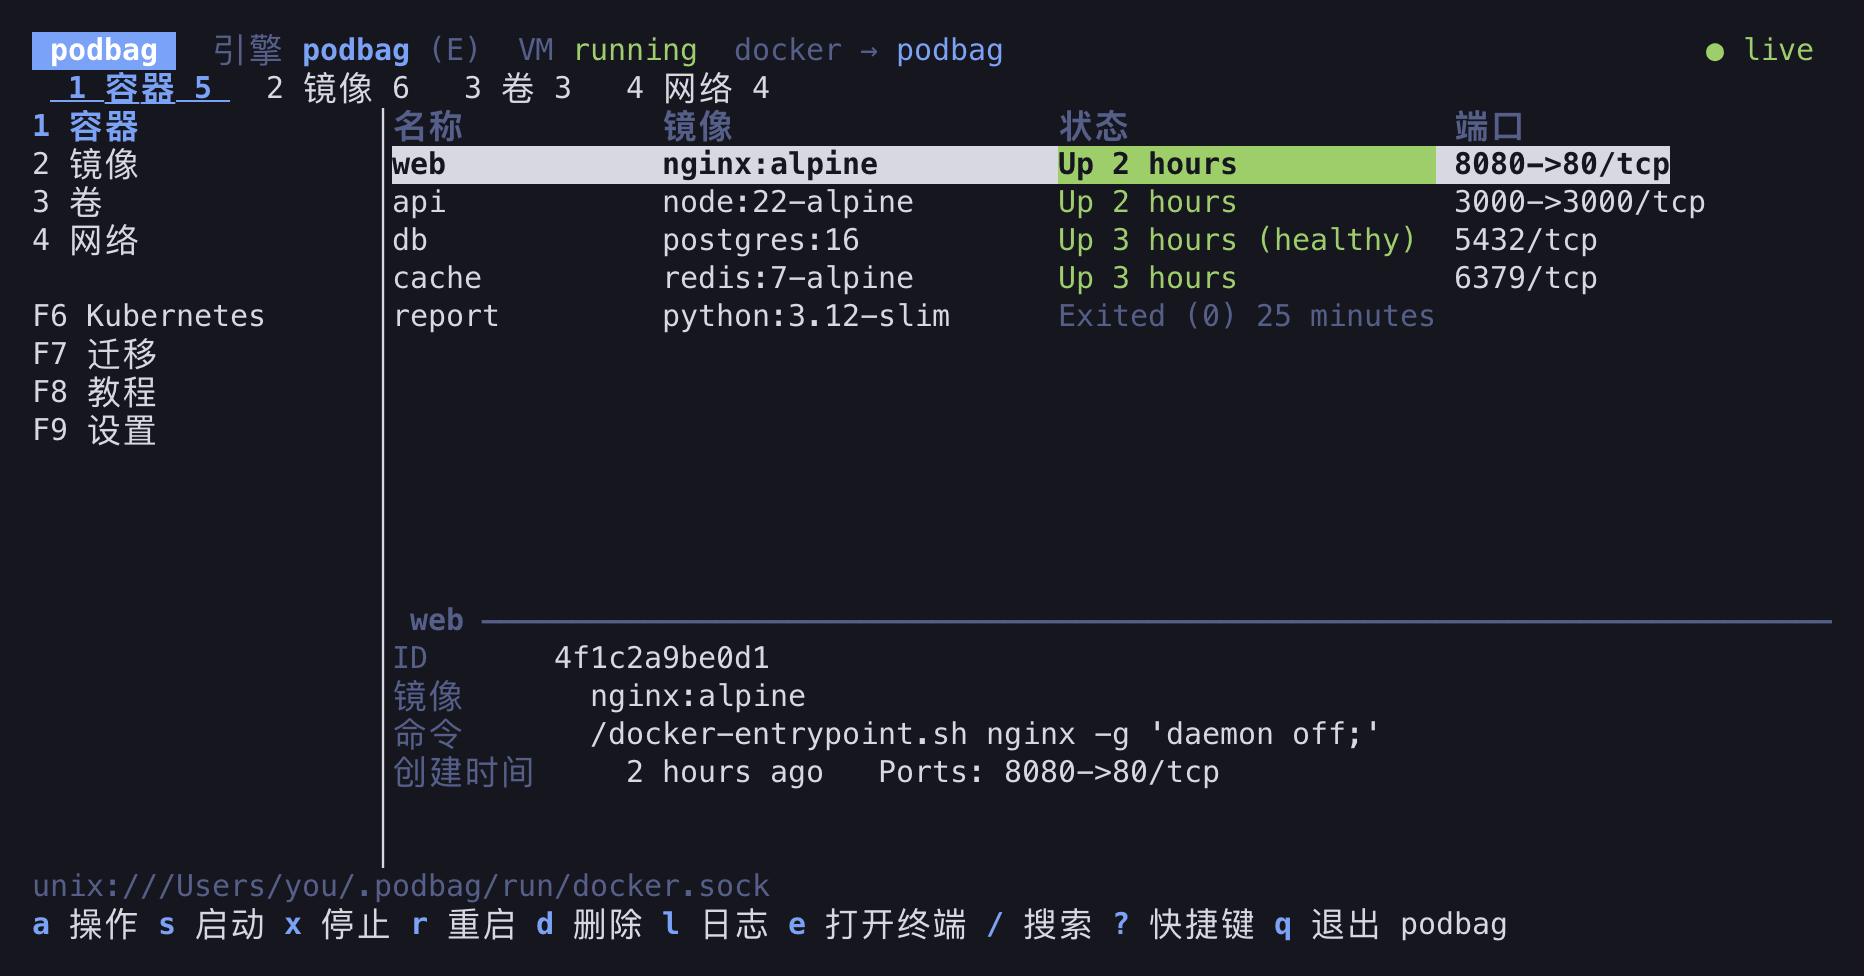 podbag 引擎 podbag (E) VM running docker → podbag ● live
1 容器 5 2 镜像 6 3 卷 3 4 网络 4
1 容器
2 镜像
3 卷
4 网络
F6 Kubernetes
F7 迁移
F8 教程
F9 设置
名称 镜像 状态 端口
web nginx:alpine Up 2 hours 8080->80/tcp
api node:22-alpine Up 2 hours 3000->3000/tcp
db postgres:16 Up 3 hours (healthy) 5432/tcp
cache redis:7-alpine Up 3 hours 6379/tcp
report python:3.12-slim Exited (0) 25 minutes
web
ID 4f1c2a9be0d1
镜像 nginx:alpine
命令 /docker-entrypoint.sh nginx -g 'daemon off;'
创建时间 2 hours ago Ports: 8080->80/tcp
unix:///Users/you/.podbag/run/docker.sock
a 操作 s 启动 x 停止 r 重启 d 删除 l 日志 e 打开终端 / 搜索 ? 快捷键 q 退出 podbag